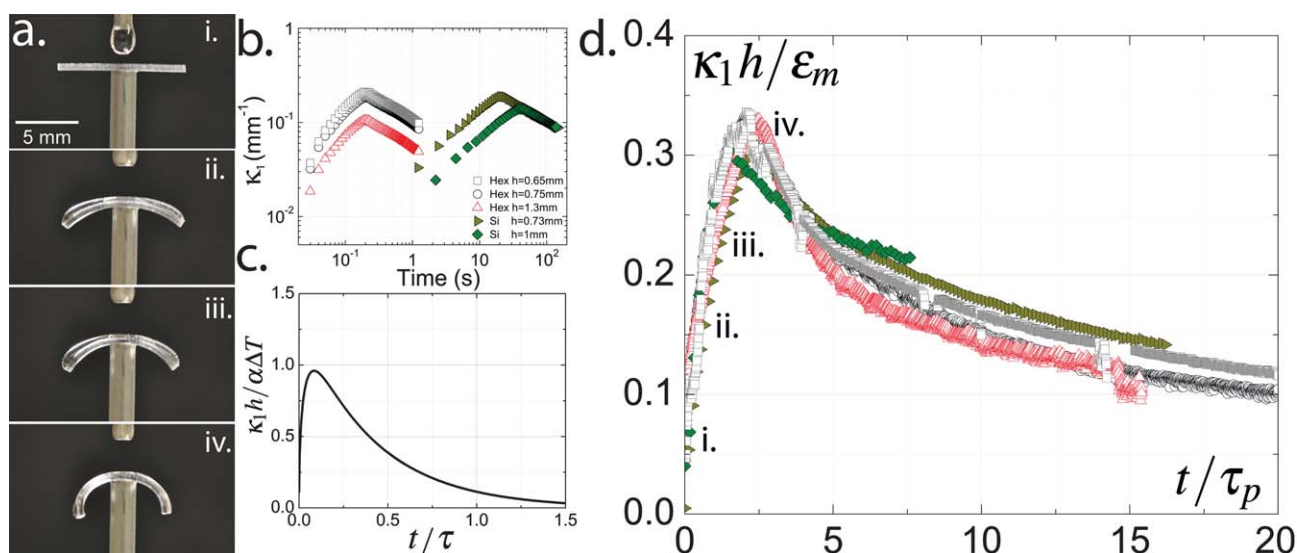 a.
i.
5 mm
ii.
iii.
iv.
b.
κ₁ (mm⁻¹)
1
10⁻¹
10⁻²
10⁻¹ 1 10¹ 10²
Time (s)
Hex h=0.65mm
Hex h=0.75mm
Hex h=1.3mm
Si h=0.73mm
Si h=1mm
c.
κ₁h/αΔT
1.5
1.0
0.5
0.0
0.0 0.5 1.0 1.5
t/τ
d.
κ₁h/εₘ
0.4
0.3
0.2
0.1
0.0
iv.
iii.
ii.
i.
t/τₚ
0 5 10 15 20